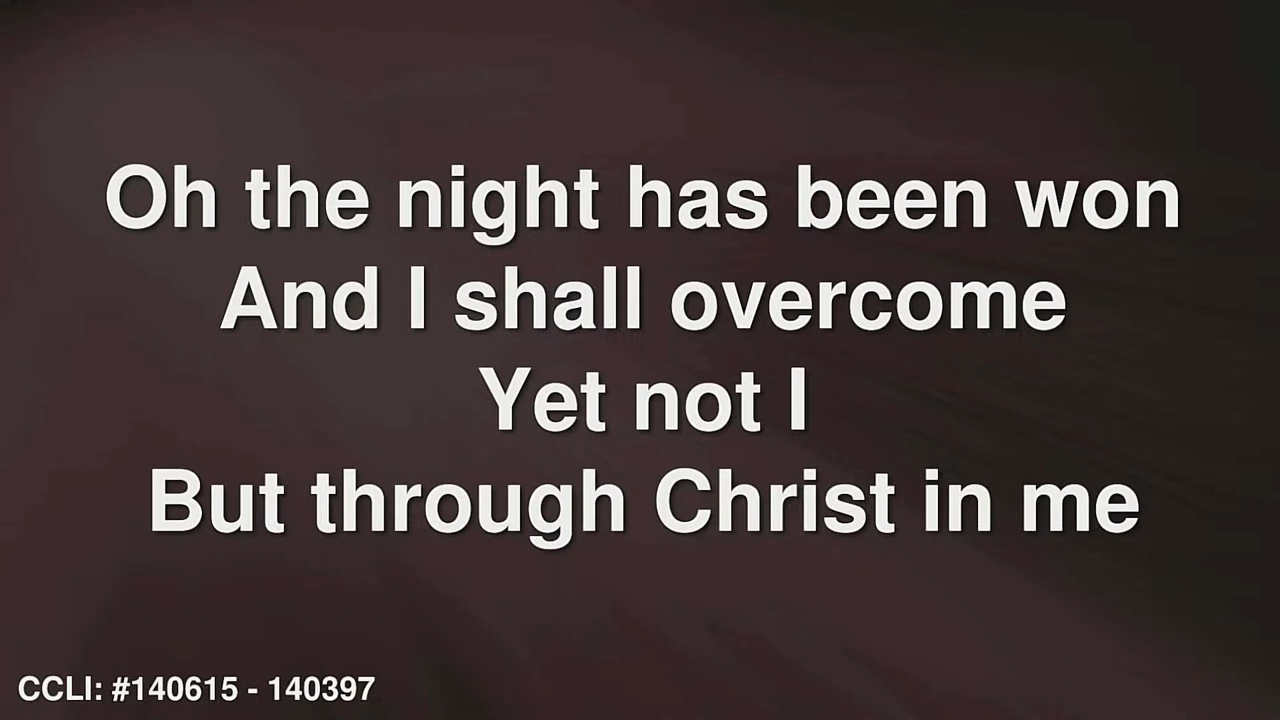 Oh the night has been won
And I shall overcome
Yet not I
But through Christ in me
CCLI: #140615 - 140397